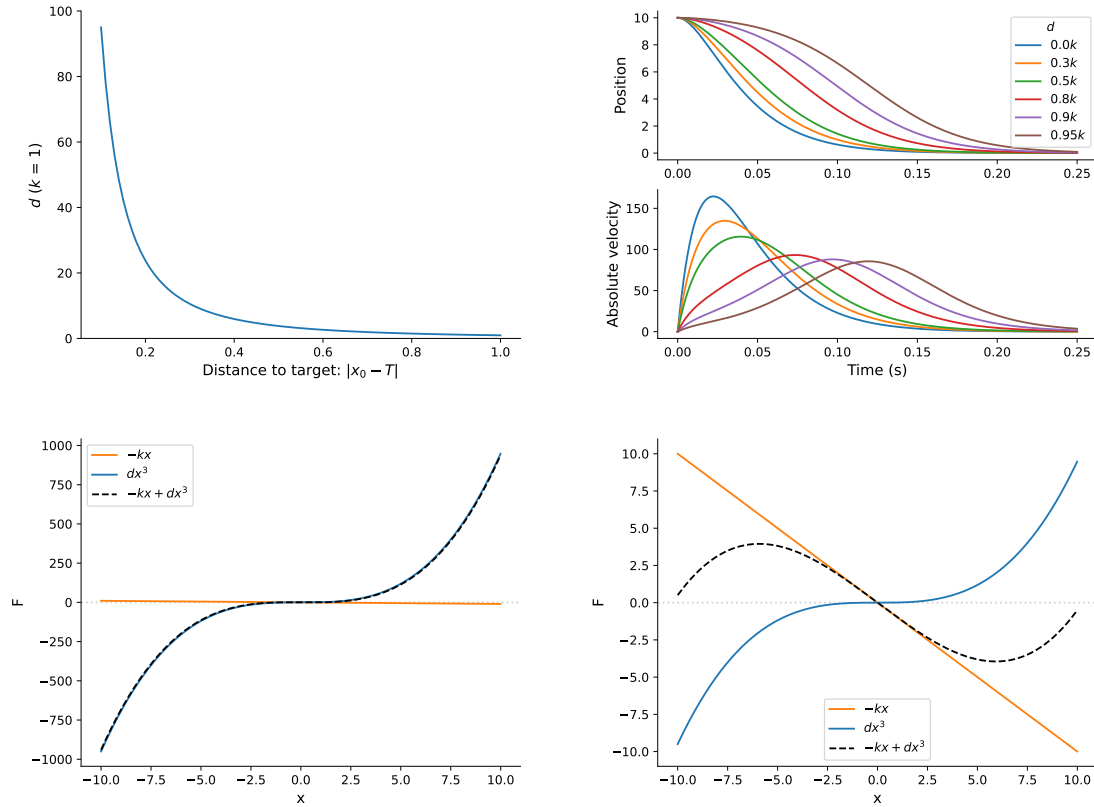 100
80
60
40
20
0
d (k = 1)
0.2 0.4 0.6 0.8 1.0
Distance to target: |x₀ − T|
10
8
6
4
2
0
Position
d
0.0k
0.3k
0.5k
0.8k
0.9k
0.95k
0.00 0.05 0.10 0.15 0.20 0.25
150
100
50
0
Absolute velocity
0.00 0.05 0.10 0.15 0.20 0.25
Time (s)
1000
750
500
250
0
−250
−500
−750
−1000
F
−kx
dx³
−kx + dx³
−10.0 −7.5 −5.0 −2.5 0.0 2.5 5.0 7.5 10.0
x
10.0
7.5
5.0
2.5
0.0
−2.5
−5.0
−7.5
−10.0
F
−kx
dx³
−kx + dx³
−10.0 −7.5 −5.0 −2.5 0.0 2.5 5.0 7.5 10.0
x